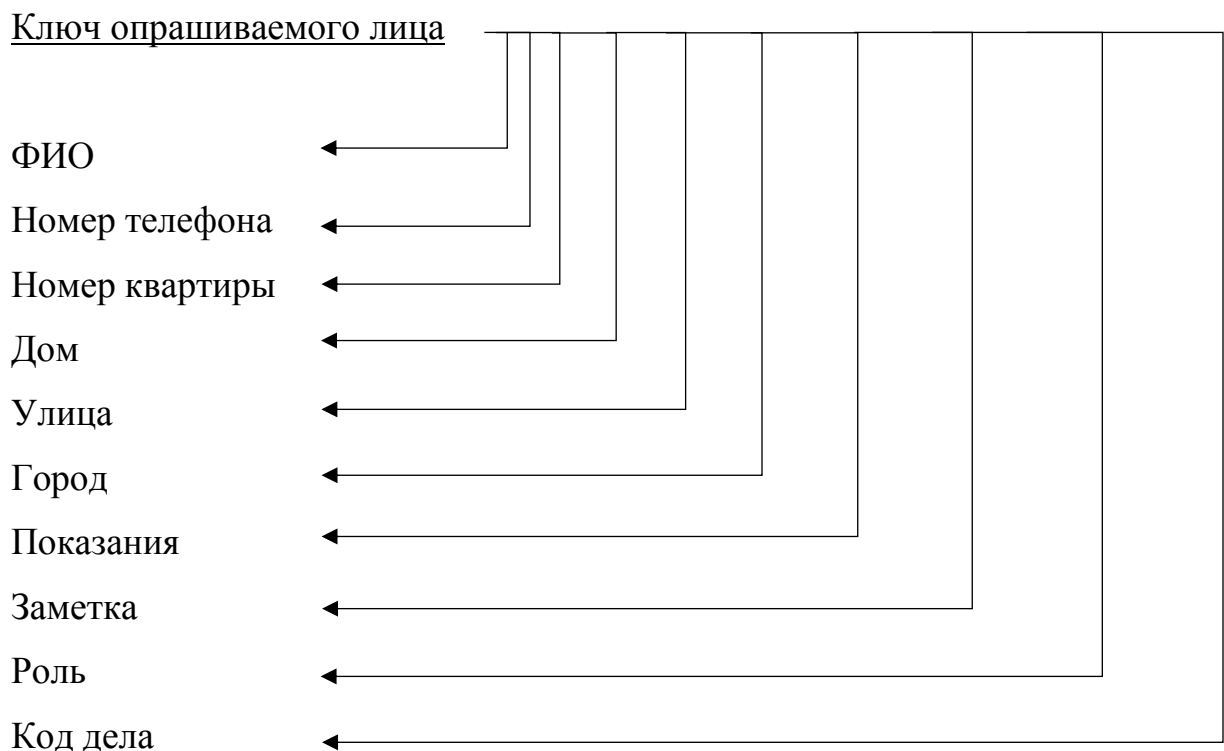 Ключ опрашиваемого лица
ФИО
Номер телефона
Номер квартиры
Дом
Улица
Город
Показания
Заметка
Роль
Код дела